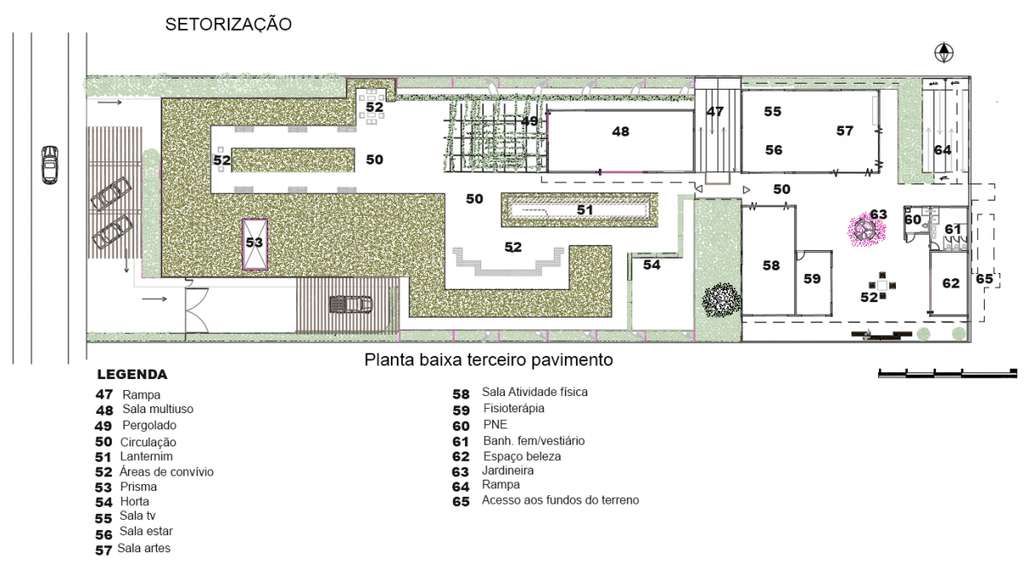 SETORIZAÇÃO
52
49
48
47
55
57
56
64
52
50
50
50
51
63
60
61
53
52
54
58
59
52
62
65
Planta baixa terceiro pavimento
LEGENDA
47 Rampa
48 Sala multiuso
49 Pergolado
50 Circulação
51 Lanternim
52 Áreas de convívio
53 Prisma
54 Horta
55 Sala tv
56 Sala estar
57 Sala artes
58 Sala Atividade física
59 Fisioterápia
60 PNE
61 Banh. fem/vestiário
62 Espaço beleza
63 Jardineira
64 Rampa
65 Acesso aos fundos do terreno